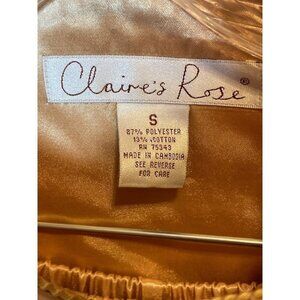 Claire's Rose®
S
87% POLYESTER
13% COTTON
RN 75343
MADE IN CAMBODIA
SEE REVERSE
FOR CARE